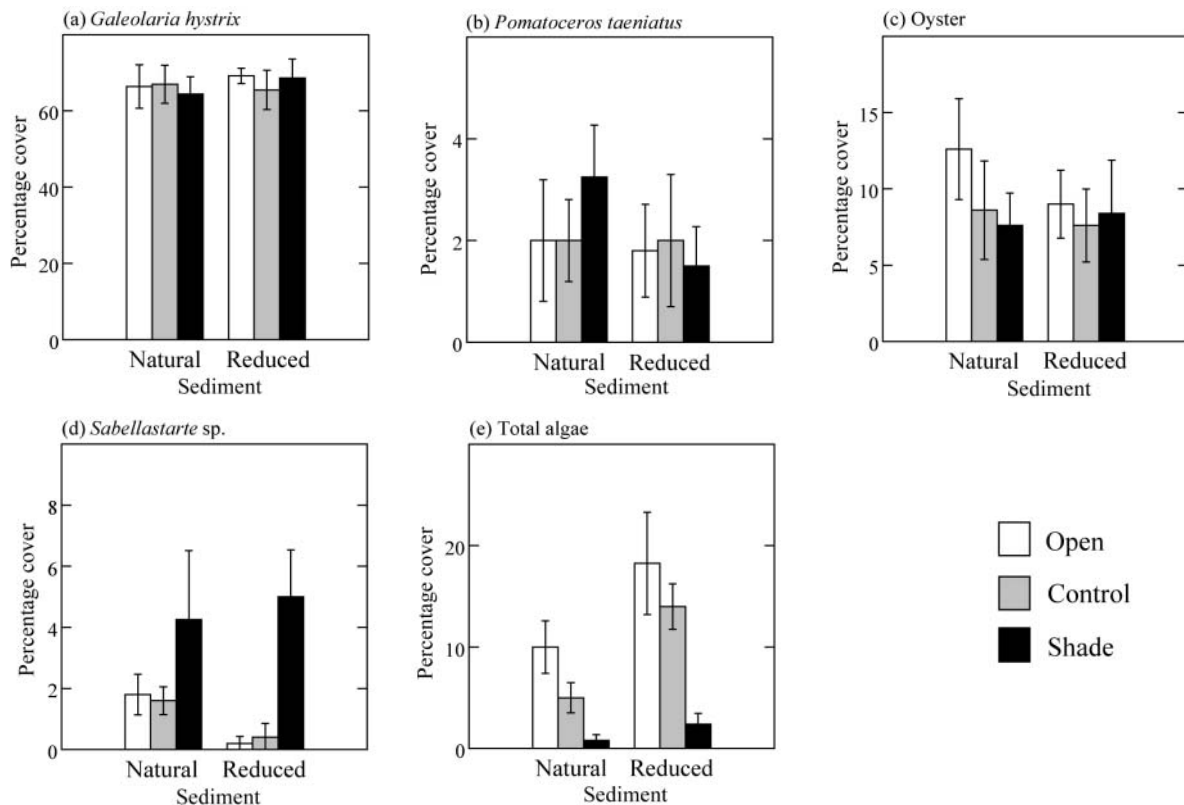 (a) Galeolaria hystrix
Percentage cover
60
40
20
0
Natural Reduced
Sediment
(b) Pomatoceros taeniatus
Percentage cover
4
2
0
Natural Reduced
Sediment
(c) Oyster
Percentage cover
15
10
5
0
Natural Reduced
Sediment
(d) Sabellastarte sp.
Percentage cover
8
6
4
2
0
Natural Reduced
Sediment
(e) Total algae
Percentage cover
20
10
0
Natural Reduced
Sediment
Open
Control
Shade